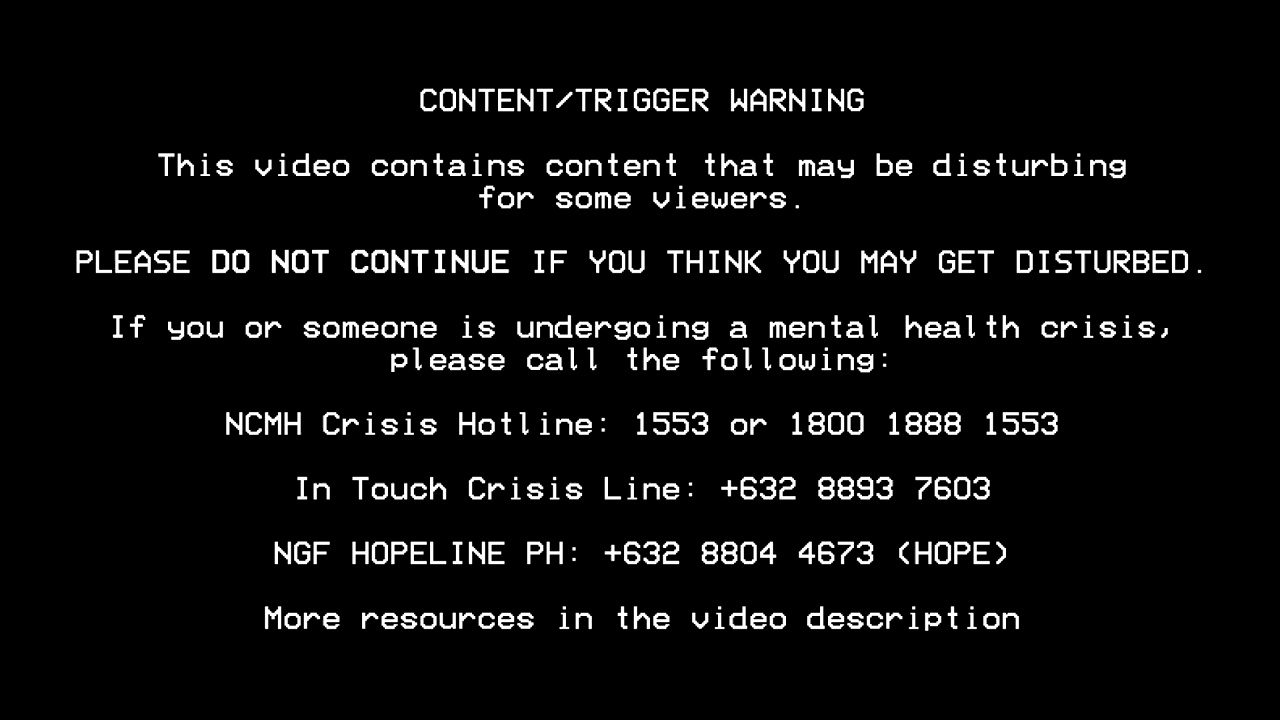 CONTENT/TRIGGER WARNING
This video contains content that may be disturbing
for some viewers.
PLEASE DO NOT CONTINUE IF YOU THINK YOU MAY GET DISTURBED.
If you or someone is undergoing a mental health crisis,
please call the following:
NCMH Crisis Hotline: 1553 or 1800 1888 1553
In Touch Crisis Line: +632 8893 7603
NGF HOPELINE PH: +632 8804 4673 (HOPE)
More resources in the video description